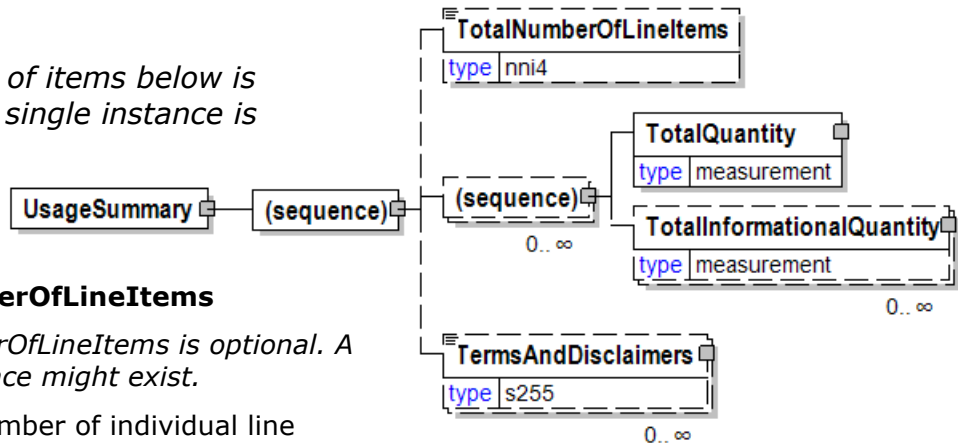 TotalNumberOfLineItems
type nni4
of items below is
single instance is
TotalQuantity
type measurement
UsageSummary
(sequence)
(sequence)
0.. ∞
TotalInformationalQuantity
type measurement
0.. ∞
erOfLineItems
rOfLineItems is optional. A
ce might exist.
TermsAndDisclaimers
type s255
mber of individual line
0.. ∞